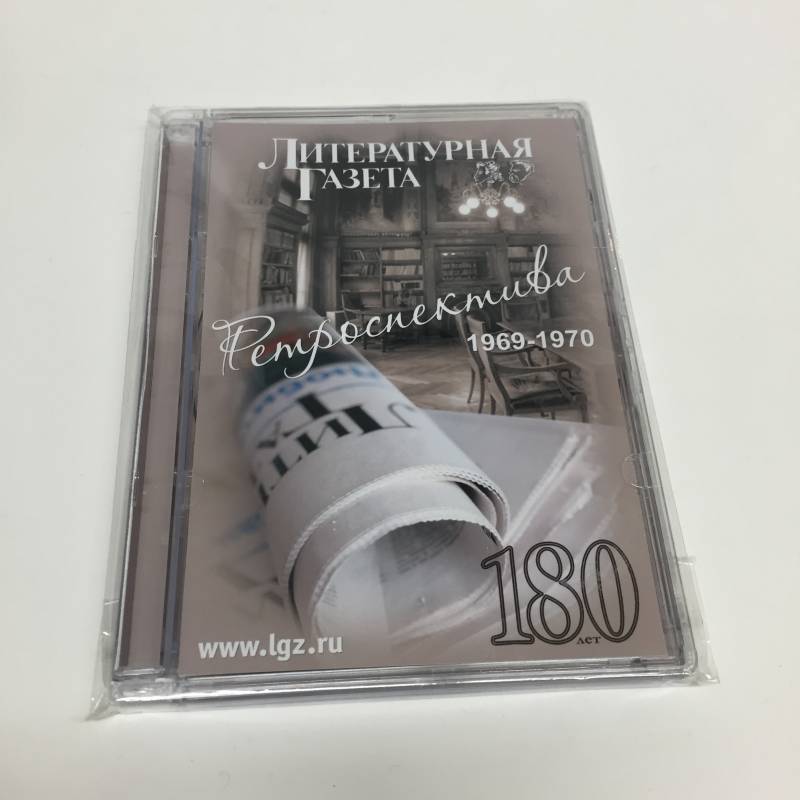 ЛИТЕРАТУРНАЯ
ГАЗЕТА
Ретроспектива
1969-1970
180
лет
www.lgz.ru